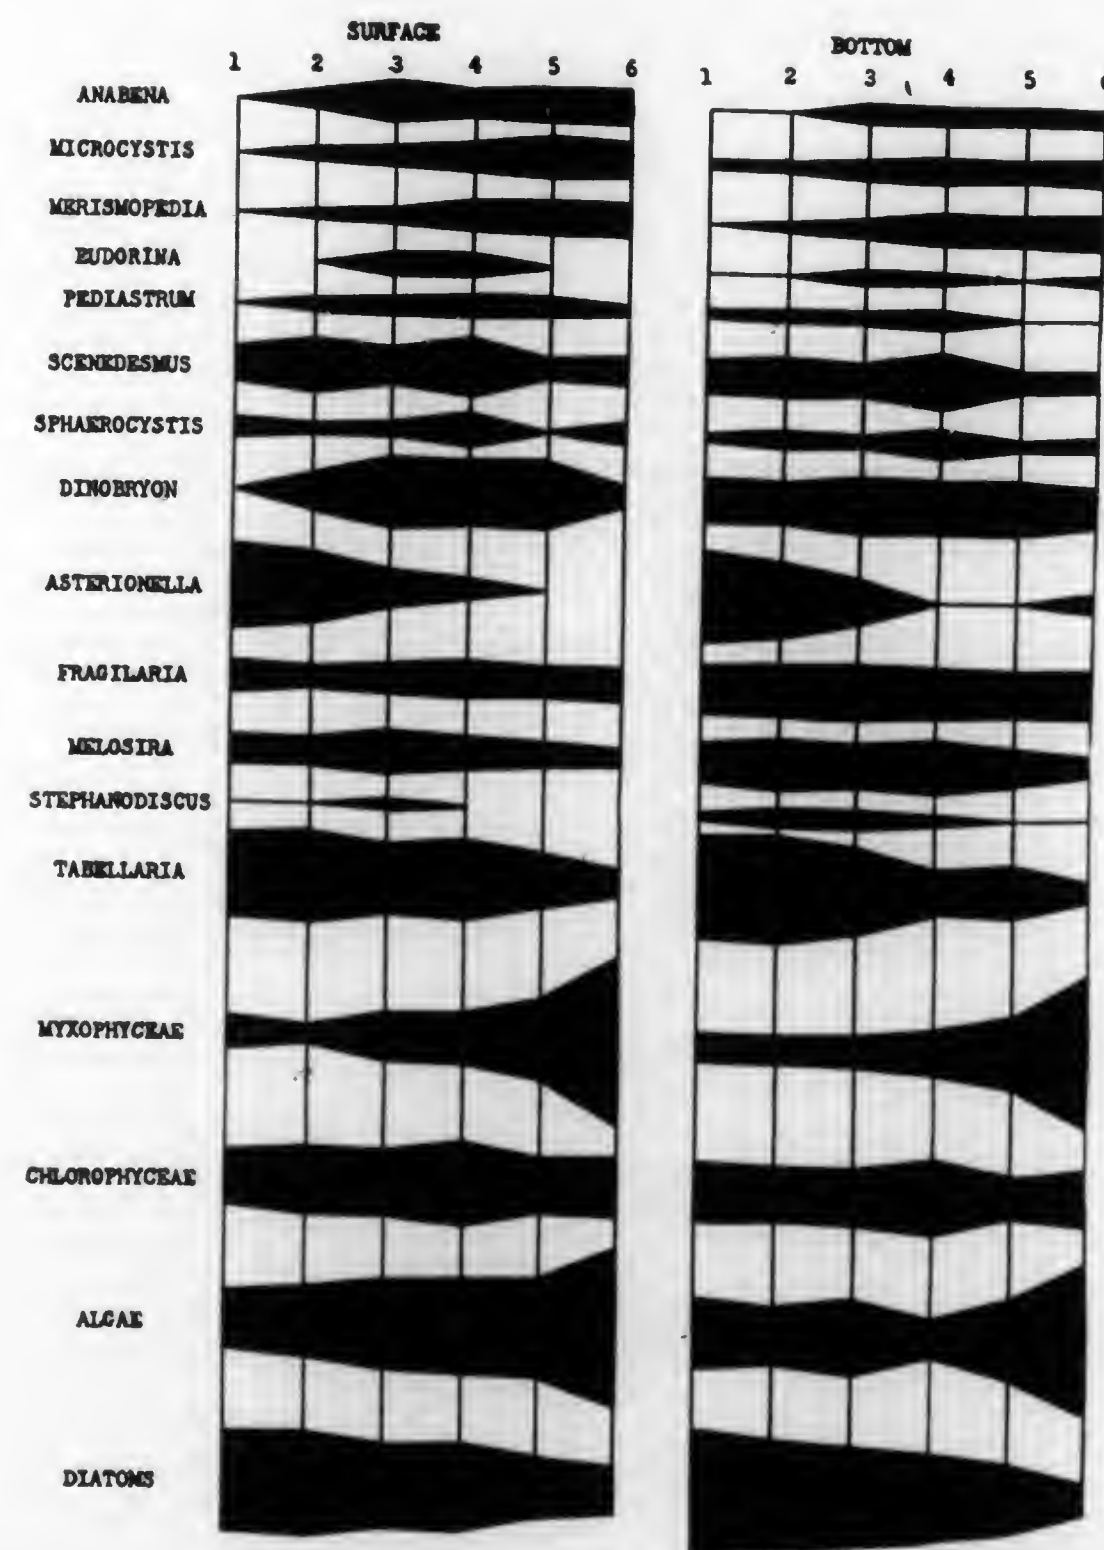 SURFACE
BOTTOM
1 2 3 4 5 6
1 2 3 4 5
ANABENA
MICROCYSTIS
MERISMOPEDIA
EUDORINA
PEDIASTRUM
SCENEDESMUS
SPHAEROCYSTIS
DINOBRYON
ASTERIONELLA
FRAGILARIA
MELOSIRA
STEPHANODISCUS
TABELLARIA
MYXOPHYCEAE
CHLOROPHYCEAE
ALGAE
DIATOMS